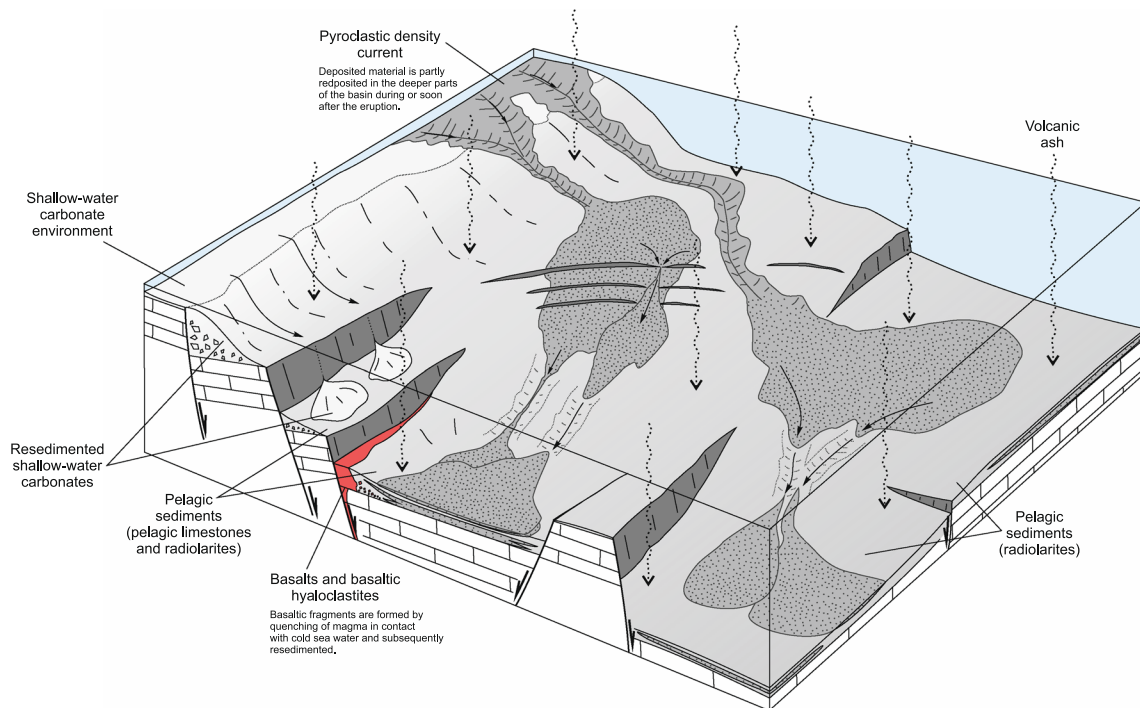 Pyroclastic density
current
Deposited material is partly
redposited in the deeper parts
of the basin during or soon
after the eruption.
Volcanic
ash
Shallow-water
carbonate
environment
Resedimented
shallow-water
carbonates
Pelagic
sediments
(pelagic limestones
and radiolarites)
Basalts and basaltic
hyaloclastites
Basaltic fragments are formed by
quenching of magma in contact
with cold sea water and subsequently
resedimented.
Pelagic
sediments
(radiolarites)